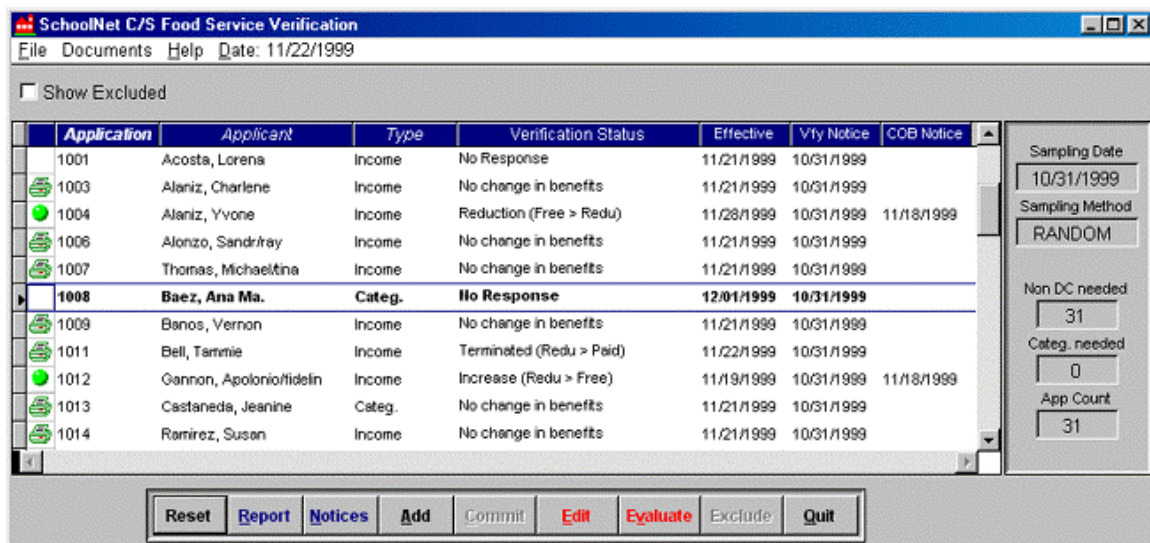 SchoolNet C/S Food Service Verification
File Documents Help Date: 11/22/1999
Show Excluded
Application Applicant Type Verification Status Effective Vfy Notice COB Notice
1001 Acosta, Lorena Income No Response 11/21/1999 10/31/1999
1003 Alaniz, Charlene Income No change in benefits 11/21/1999 10/31/1999
1004 Alaniz, Yvone Income Reduction (Free > Redu) 11/28/1999 10/31/1999 11/18/1999
1006 Alonzo, Sandr/ray Income No change in benefits 11/21/1999 10/31/1999
1007 Thomas, Michael/tina Income No change in benefits 11/21/1999 10/31/1999
1008 Baez, Ana Ma. Categ. No Response 12/01/1999 10/31/1999
1009 Banos, Vernon Income No change in benefits 11/21/1999 10/31/1999
1011 Bell, Tammie Income Terminated (Redu > Paid) 11/22/1999 10/31/1999
1012 Gannon, Apolonio/fidelin Income Increase (Redu > Free) 11/19/1999 10/31/1999 11/18/1999
1013 Castaneda, Jeanine Categ. No change in benefits 11/21/1999 10/31/1999
1014 Ramirez, Susan Income No change in benefits 11/21/1999 10/31/1999
Sampling Date
10/31/1999
Sampling Method
RANDOM
Non DC needed
31
Categ. needed
0
App Count
31
Reset Report Notices Add Commit Edit Evaluate Exclude Quit